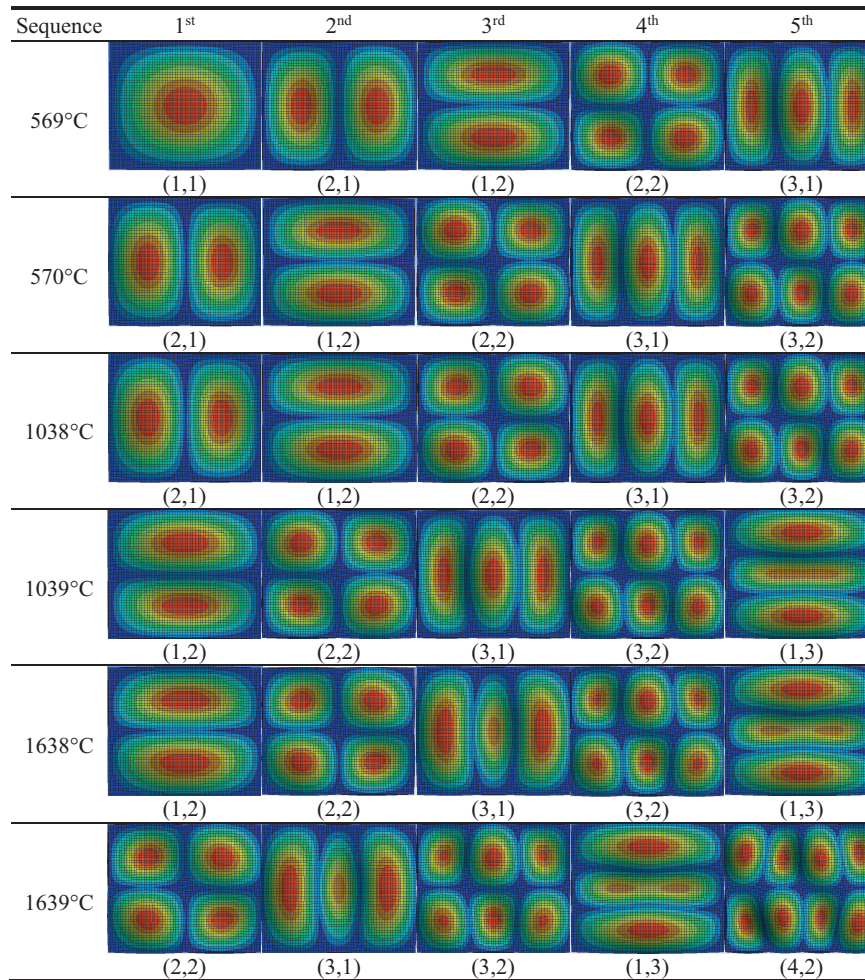 Sequence 1st 2nd 3rd 4th 5th
569°C
(1,1) (2,1) (1,2) (2,2) (3,1)
570°C
(2,1) (1,2) (2,2) (3,1) (3,2)
1038°C
(2,1) (1,2) (2,2) (3,1) (3,2)
1039°C
(1,2) (2,2) (3,1) (3,2) (1,3)
1638°C
(1,2) (2,2) (3,1) (3,2) (1,3)
1639°C
(2,2) (3,1) (3,2) (1,3) (4,2)